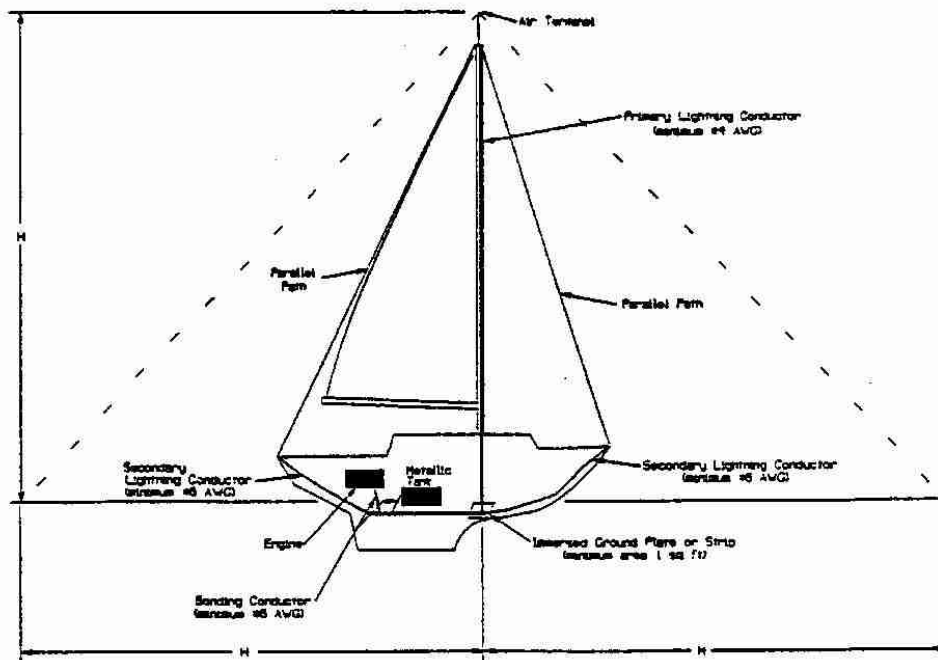 Air Terminal
Primary Lightning Conductor
(minimum #4 AWG)
H
Parallel
Path
Parallel Path
Secondary
Lightning Conductor
(minimum #6 AWG)
Metallic
Tank
Secondary Lightning Conductor
(minimum #6 AWG)
Engine
Immersed Ground Plate or Strip
(minimum area 1 sq ft)
Bonding Conductor
(minimum #6 AWG)
H
H